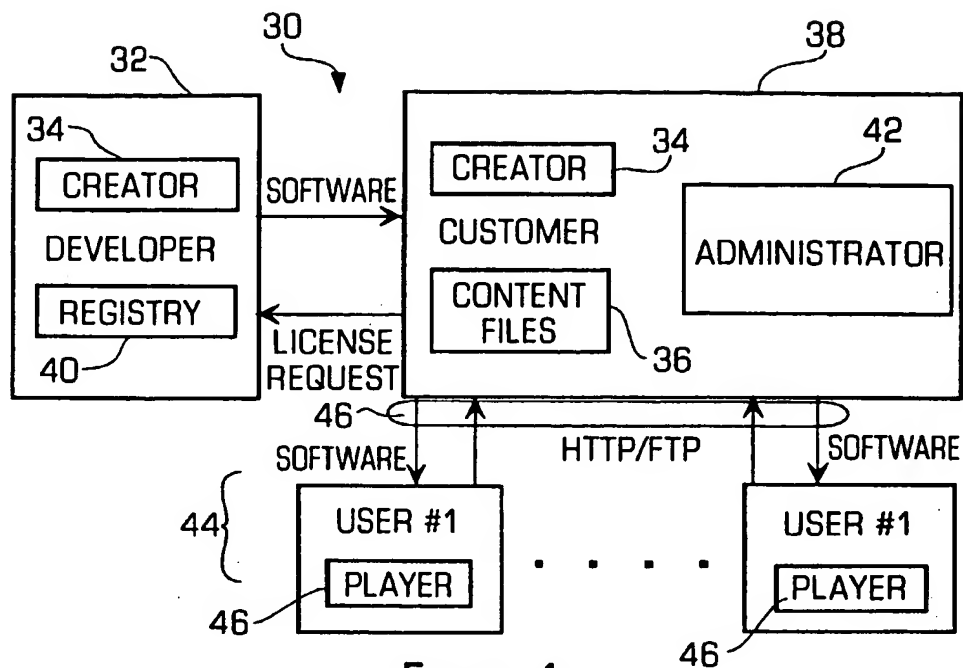 30
32
38
34
CREATOR
DEVELOPER
REGISTRY
40
SOFTWARE
LICENSE
REQUEST
CREATOR
34
CUSTOMER
CONTENT
FILES
36
42
ADMINISTRATOR
46
SOFTWARE
HTTP/FTP
SOFTWARE
44
USER #1
PLAYER
46
. . . .
USER #1
PLAYER
46